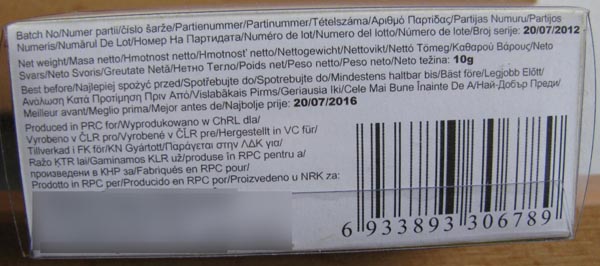 Batch No/Numer partii/číslo šarže/Partienummer/Partinummer/Tételszáma/Αριθμό Παρτίδας/Partijas Numuru/Partijos
Numeris/Numărul De Lot/Номер На Партидата/Numéro de lot/Numero del lotto/Número de lote/Broj serije: 20/07/2012
Net weight/Masa netto/Hmotnost netto/Hmotnosť netto/Nettogewicht/Nettovikt/Nettó Tömeg/Καθαρού Βάρους/Neto
Svars/Neto Svoris/Greutate Netă/Нетно Тегло/Poids net/Peso netto/Peso neto/Neto težina: 10g
Best before/Najlepiej spożyć przed/Spotřebujte do/Spotrebujte do/Mindestens haltbar bis/Bäst före/Legjobb Előtt/
Ανάλωση Κατά Προτίμηση Πριν Από/Vislabākais Pirms/Geriausia Iki/Cele Mai Bune Înainte De A/Най-Добър Преди/
Meilleur avant/Meglio prima/Mejor antes de/Najbolje prije: 20/07/2016
Produced in PRC for/Wyprodukowano w ChRL dla/
Vyrobeno v ČLR pro/Vyrobené v ČLR pre/Hergestellt in VC für/
Tillverkad i FK för/KN Gyártott/Παράγεται στην ΛΔΚ για/
Ražo ĶTR lai/Gaminamos KLR už/produse în RPC pentru a/
произведени в КНР за/Fabriqués en RPC pour/
Prodotto in RPC per/Producido en RPC por/Proizvedeno u NRK za:
6 933893 306789